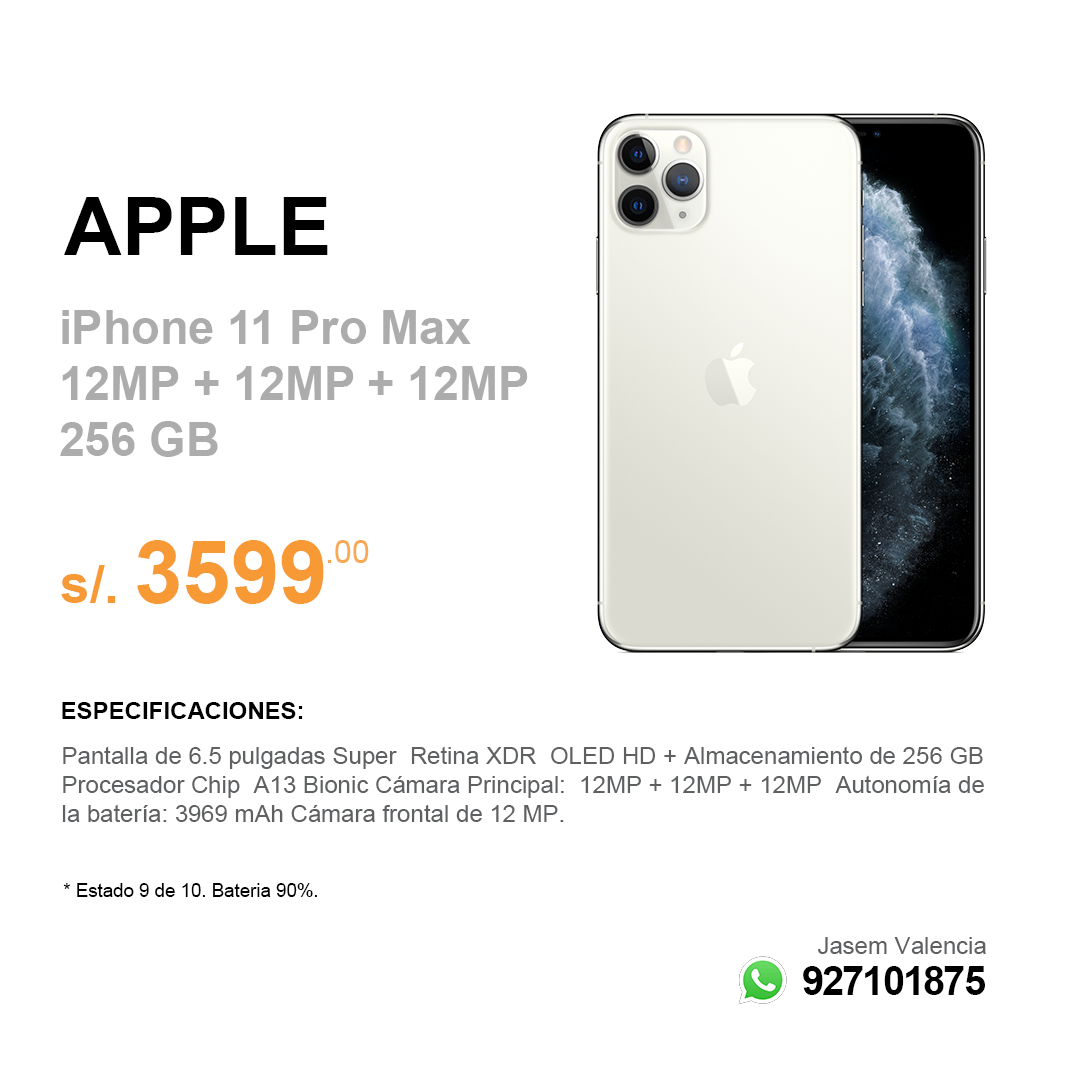 APPLE
iPhone 11 Pro Max
12MP + 12MP + 12MP
256 GB
s/. 3599.00
ESPECIFICACIONES:
Pantalla de 6.5 pulgadas Super  Retina XDR  OLED HD + Almacenamiento de 256 GB
Procesador Chip  A13 Bionic Cámara Principal:  12MP + 12MP + 12MP  Autonomía de
la batería: 3969 mAh Cámara frontal de 12 MP.
* Estado 9 de 10. Bateria 90%.
Jasem Valencia
927101875